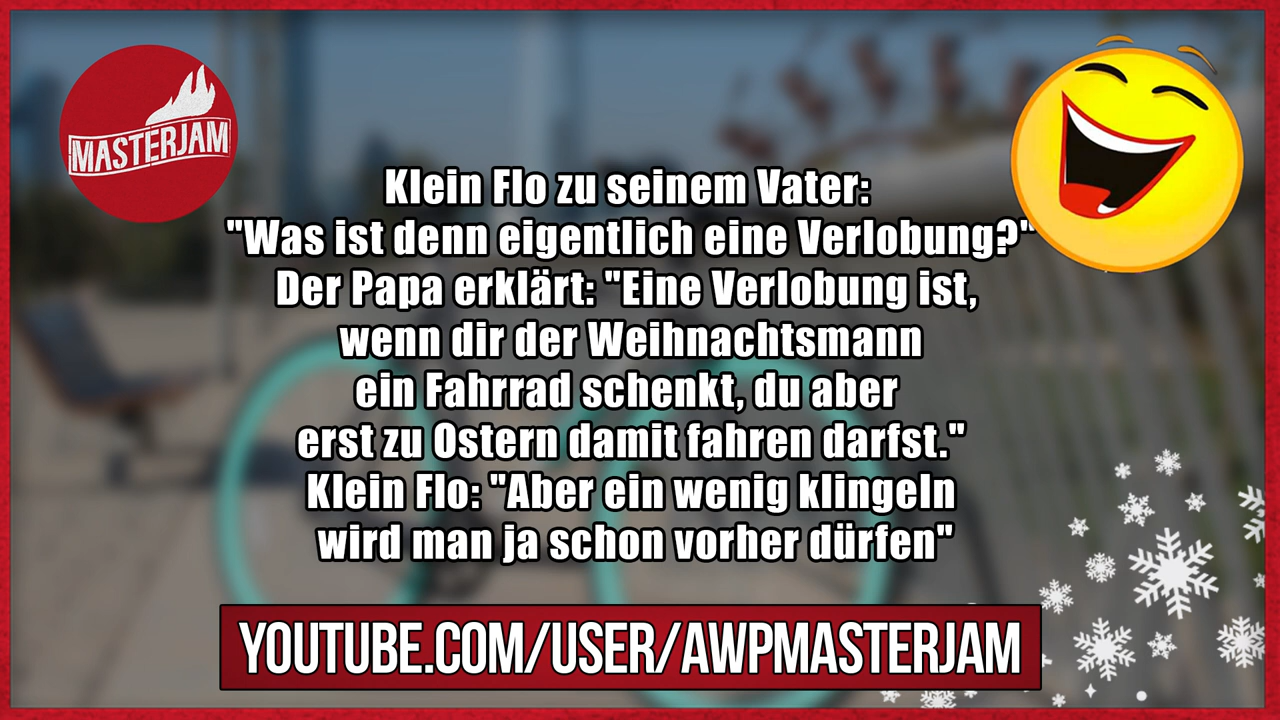 MASTERJAM
Klein Flo zu seinem Vater:
"Was ist denn eigentlich eine Verlobung?"
Der Papa erklärt: "Eine Verlobung ist,
wenn dir der Weihnachtsmann
ein Fahrrad schenkt, du aber
erst zu Ostern damit fahren darfst."
Klein Flo: "Aber ein wenig klingeln
wird man ja schon vorher dürfen"
YOUTUBE.COM/USER/AWPMASTERJAM